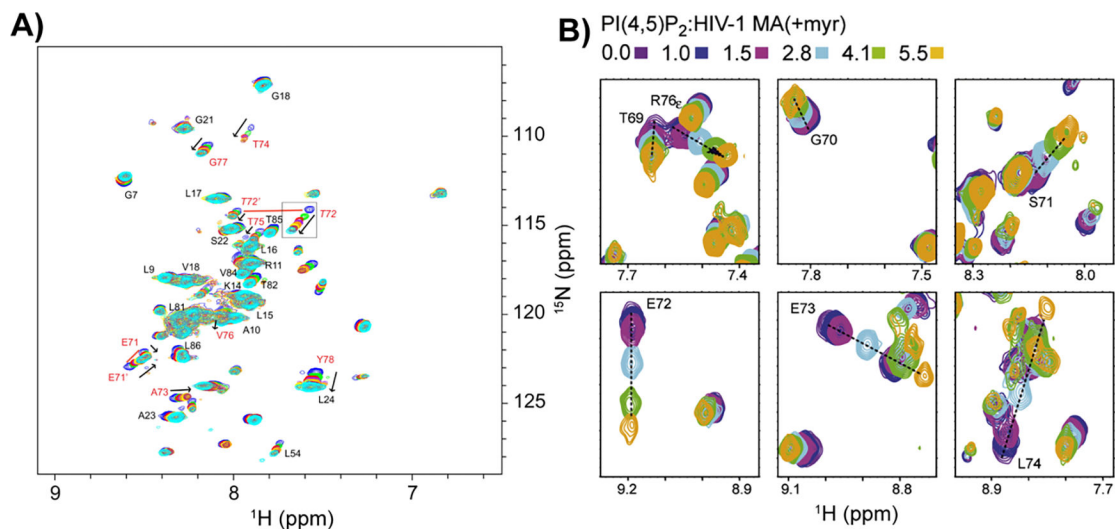 A)
G18
G21
T74
G77
G7
L17
T72'
T72
T75
T85
S22
L16
L9
V18
R11
V84
K14
T82
L81
L15
A10
V76
E71
L86
E71'
Y78
A73
L24
A23
L54
110
115
120
125
9
8
7
¹H (ppm)
¹⁵N (ppm)
B)
PI(4,5)P₂:HIV-1 MA(+myr)
0.0 1.0 1.5 2.8 4.1 5.5
T69
R76ε
7.7 7.4
G70
7.8 7.5
S71
8.3 8.0
E72
9.2 8.9
E73
9.1 8.8
L74
8.9 7.7
¹H (ppm)